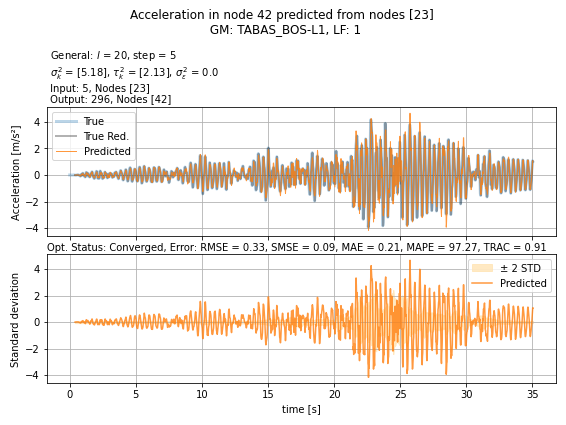 Acceleration in node 42 predicted from nodes [23]
GM: TABAS_BOS-L1, LF: 1
General: l = 20, step = 5
σ²ₖ = [5.18], τ²ₖ = [2.13], σ²ε = 0.0
Input: 5, Nodes [23]
Output: 296, Nodes [42]
True
True Red.
Predicted
Acceleration [m/s²]
4
2
0
−2
−4
Opt. Status: Converged, Error: RMSE = 0.33, SMSE = 0.09, MAE = 0.21, MAPE = 97.27, TRAC = 0.91
± 2 STD
Predicted
Standard deviation
4
2
0
−2
−4
0 5 10 15 20 25 30 35
time [s]